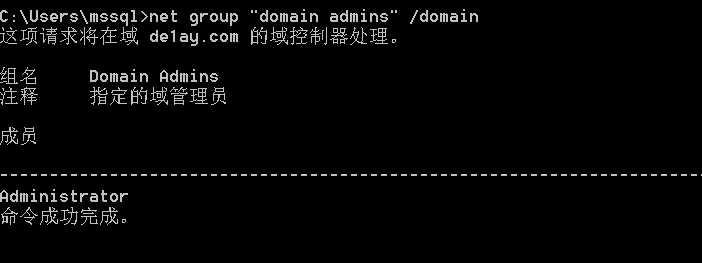 C:\Users\mssql>net group "domain admins" /domain
这项请求将在域 de1ay.com 的域控制器处理。
组名 Domain Admins
注释 指定的域管理员
成员
-------------------------------------------------------------------------------
Administrator
命令成功完成。